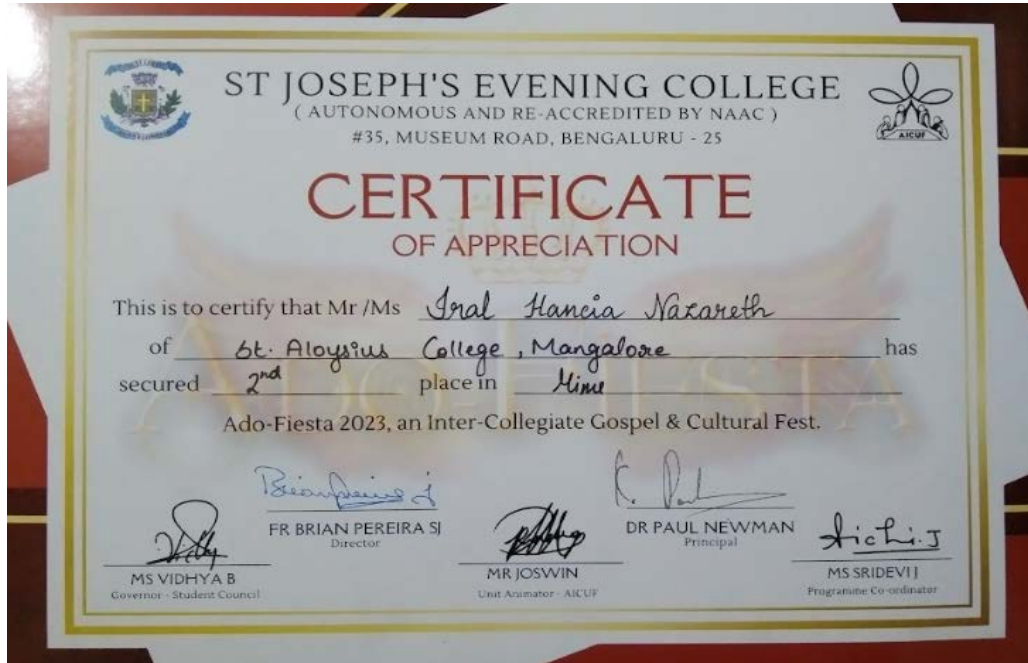 ST JOSEPH'S EVENING COLLEGE
( AUTONOMOUS AND RE-ACCREDITED BY NAAC )
#35, MUSEUM ROAD, BENGALURU - 25
AICUF
CERTIFICATE
OF APPRECIATION
This is to certify that Mr /Ms Iral Hancia Nazareth
of St. Aloysius College, Mangalore has
secured 2nd place in Mime
ADO-FIESTA
Ado-Fiesta 2023, an Inter-Collegiate Gospel & Cultural Fest.
FR BRIAN PEREIRA SJ
Director
DR PAUL NEWMAN
Principal
MS VIDHYA B
Governor - Student Council
MR JOSWIN
Unit Animator - AICUF
MS SRIDEVI J
Programme Co-ordinator